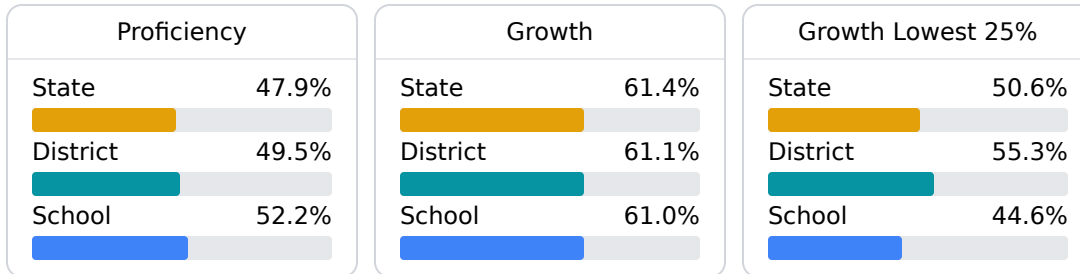 Proficiency
State 47.9%
District 49.5%
School 52.2%
Growth
State 61.4%
District 61.1%
School 61.0%
Growth Lowest 25%
State 50.6%
District 55.3%
School 44.6%